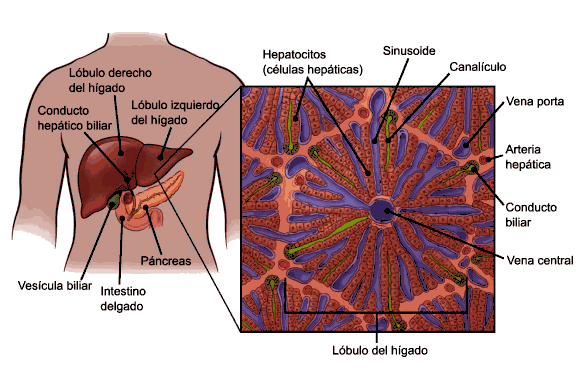 Lóbulo derecho
del hígado
Conducto
hepático biliar
Lóbulo izquierdo
del hígado
Vesícula biliar
Intestino
delgado
Páncreas
Hepatocitos
(células hepáticas)
Sinusoide
Canalículo
Vena porta
Arteria
hepática
Conducto
biliar
Vena central
Lóbulo del hígado